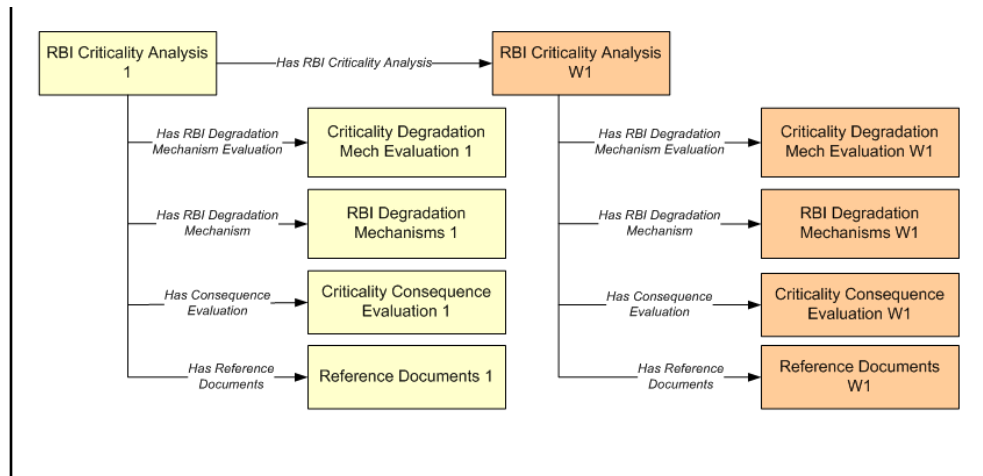 RBI Criticality Analysis
1
Has RBI Criticality Analysis
RBI Criticality Analysis
W1
Has RBI Degradation
Mechanism Evaluation
Criticality Degradation
Mech Evaluation 1
Has RBI Degradation
Mechanism Evaluation
Criticality Degradation
Mech Evaluation W1
Has RBI Degradation
Mechanism
RBI Degradation
Mechanisms 1
Has RBI Degradation
Mechanism
RBI Degradation
Mechanisms W1
Has Consequence
Evaluation
Criticality Consequence
Evaluation 1
Has Consequence
Evaluation
Criticality Consequence
Evaluation W1
Has Reference
Documents
Reference Documents 1
Has Reference
Documents
Reference Documents
W1